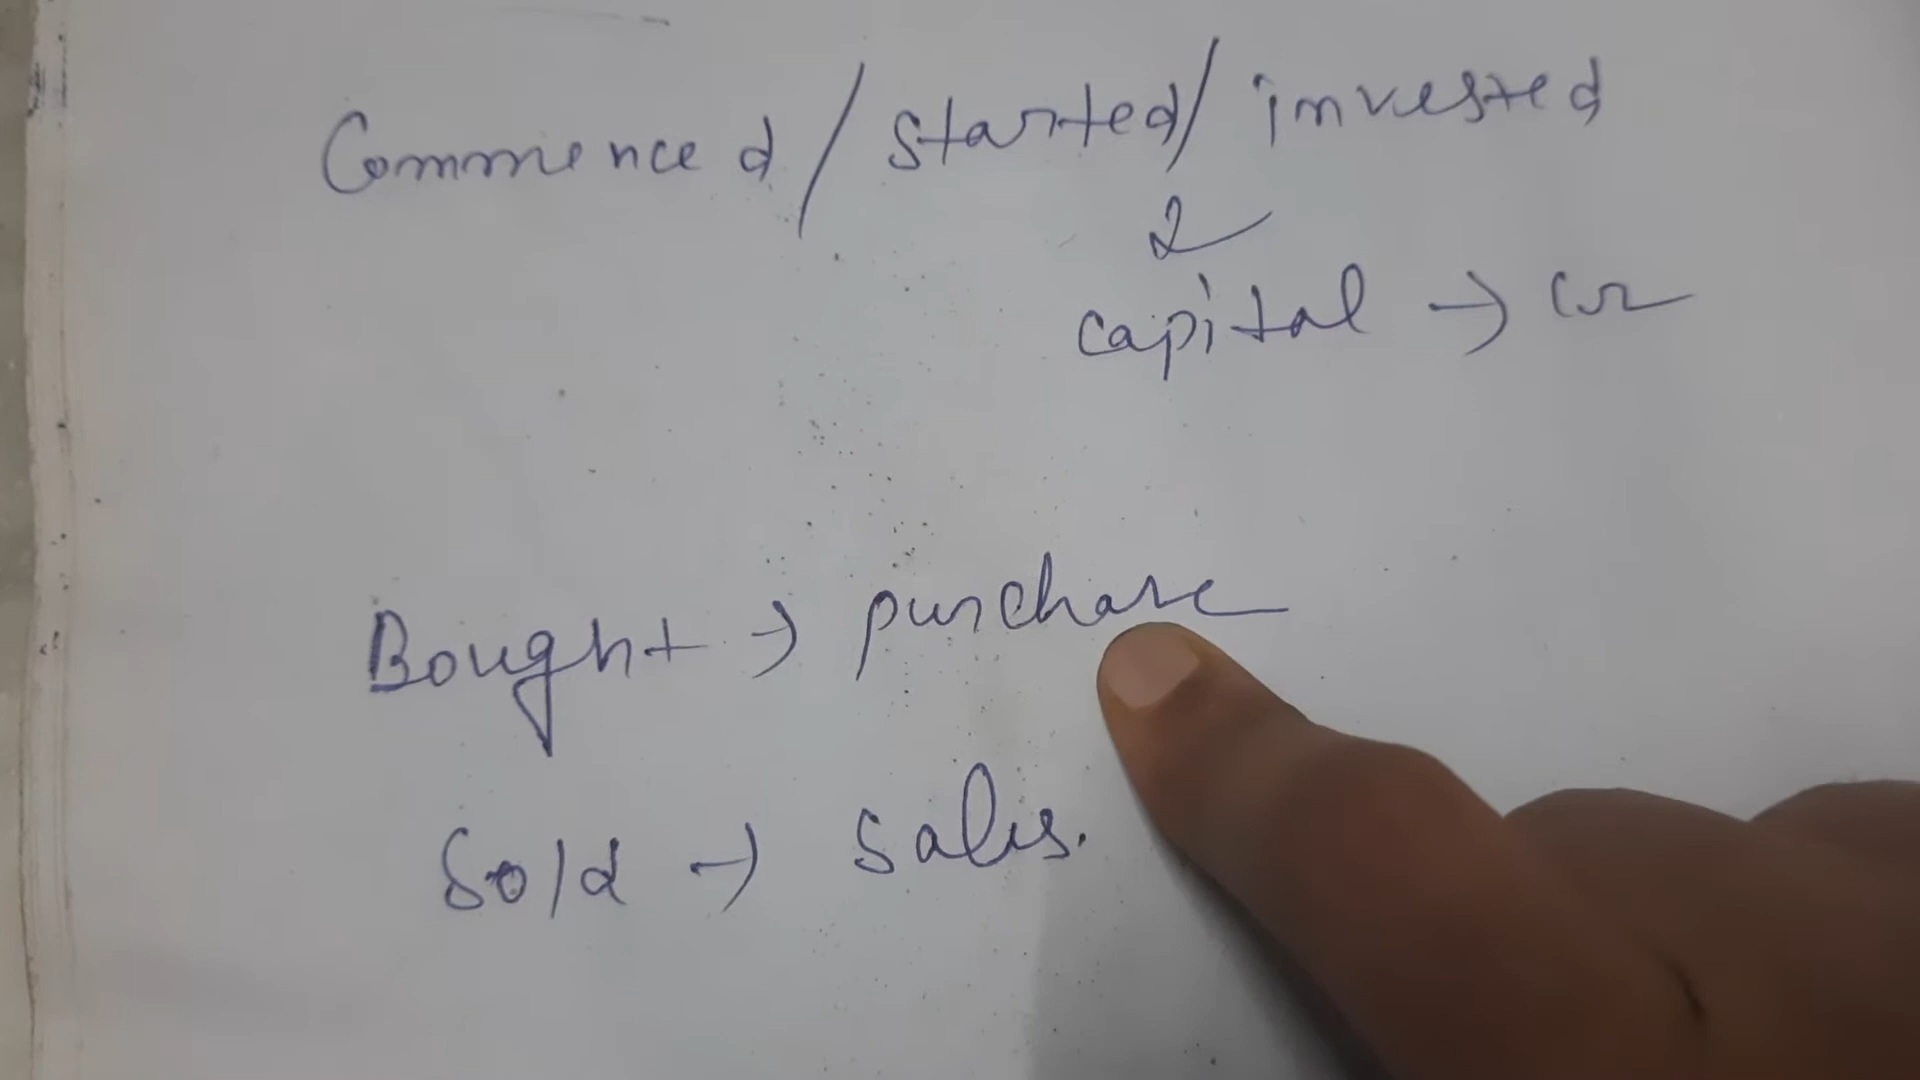 Commenced / started / invested
2
capital → Cr
Bought → purchase
Sold → Sales.